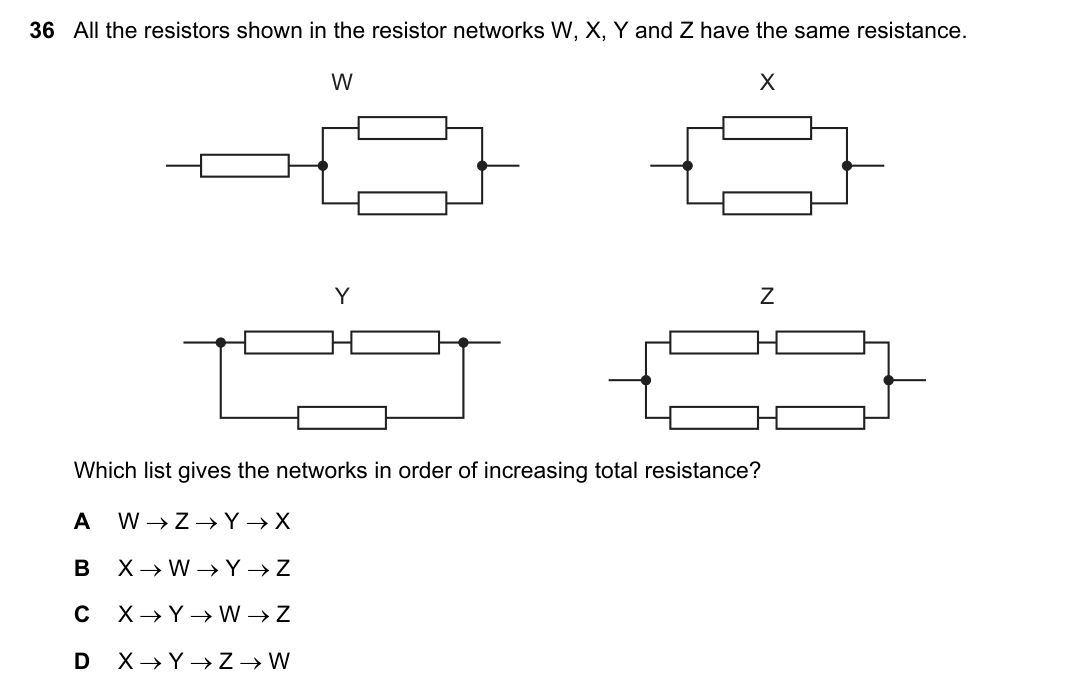 36 All the resistors shown in the resistor networks W, X, Y and Z have the same resistance.
W
X
Y
Z
Which list gives the networks in order of increasing total resistance?
A W → Z → Y → X
B X → W → Y → Z
C X → Y → W → Z
D X → Y → Z → W